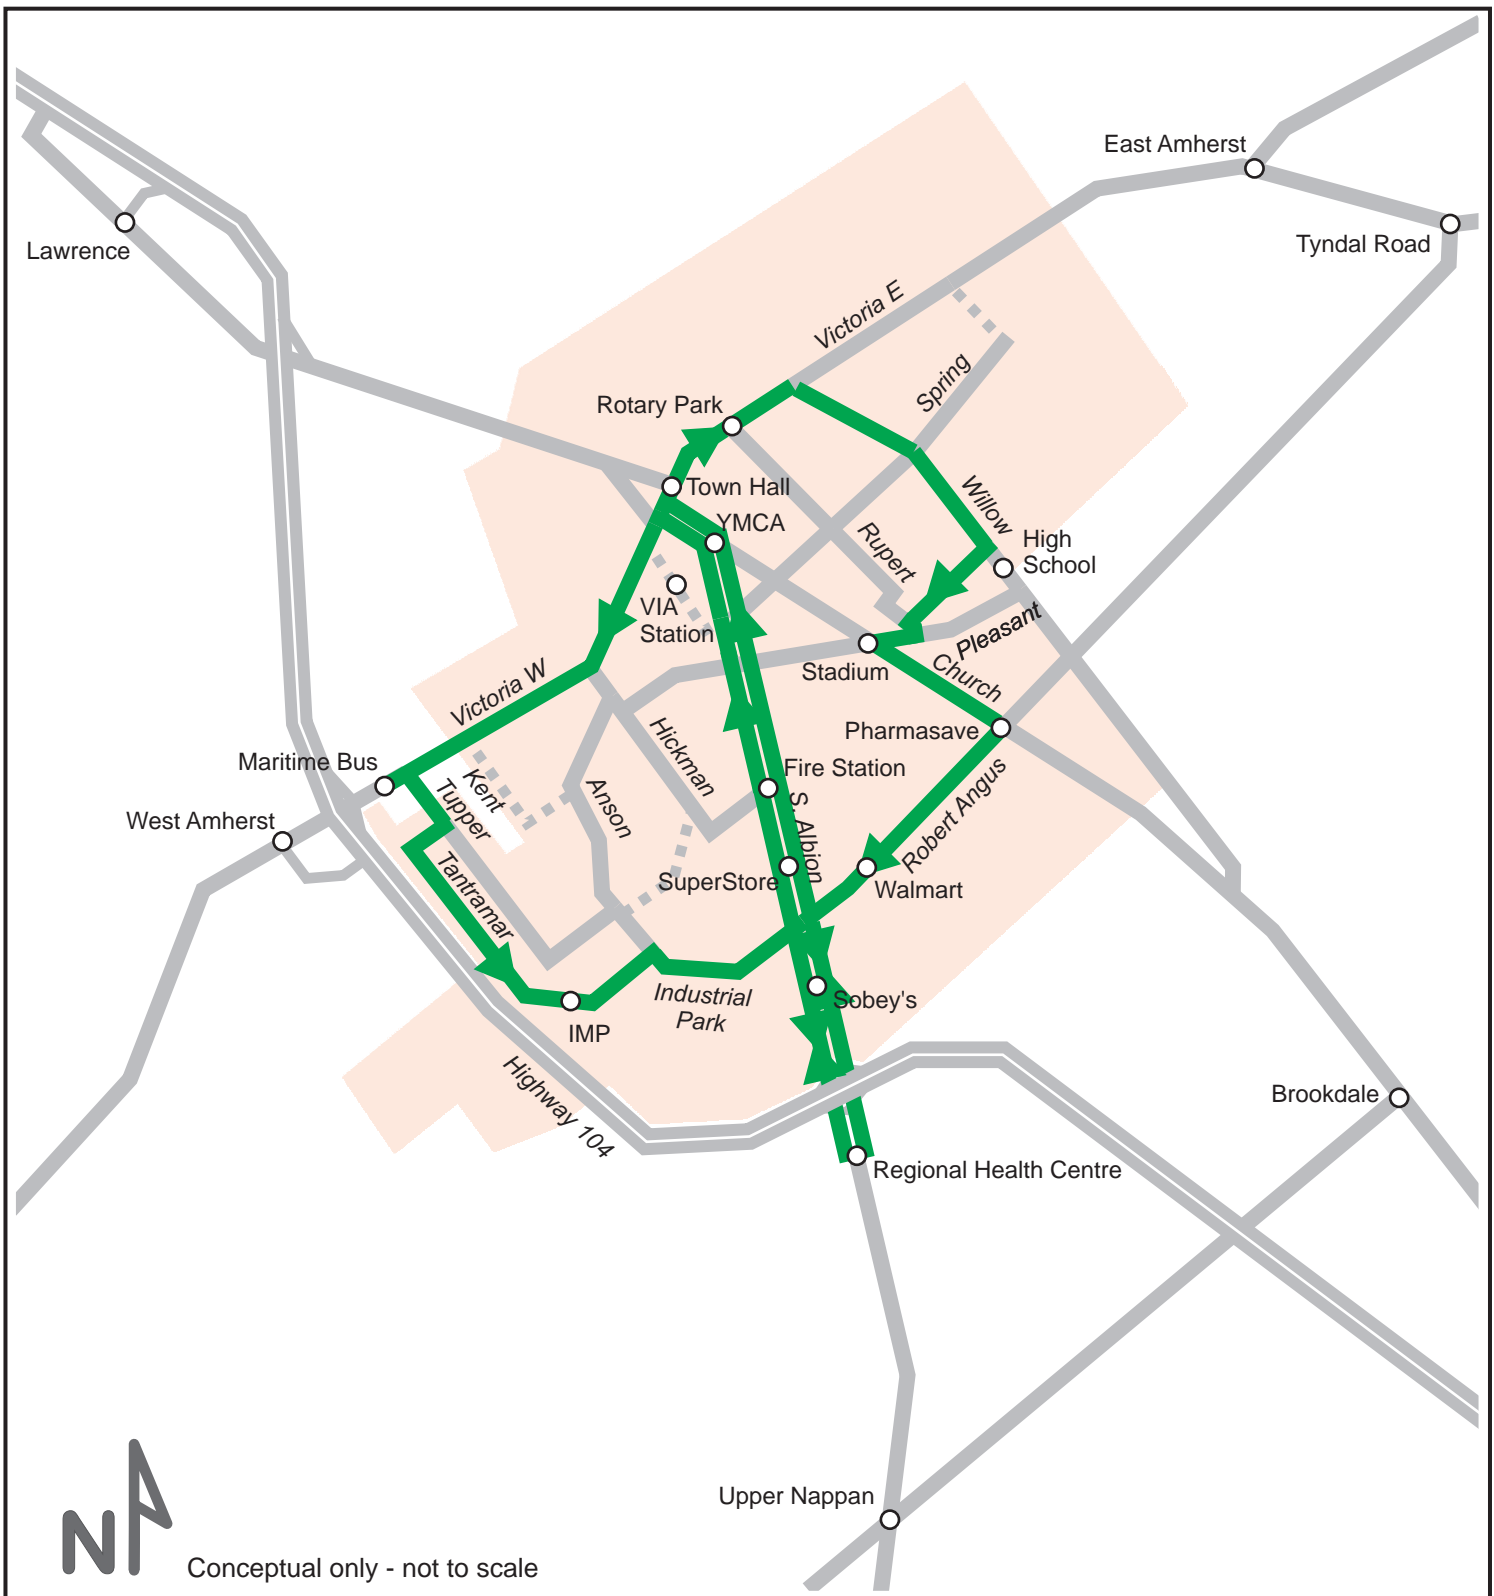 East Amherst
Tyndal Road
Lawrence
Victoria E
Spring
Rotary Park
Town Hall
YMCA
Willow
High
School
Rupert
VIA
Station
Pleasant
Stadium
Church
Victoria W
Hickman
Pharmasave
Maritime Bus
Fire Station
Kent
Tupper
Anson
S. Albion
Robert Angus
West Amherst
SuperStore
Walmart
Tantramar
Industrial
Park
Sobey's
IMP
Highway 104
Brookdale
Regional Health Centre
Upper Nappan
N
Conceptual only - not to scale